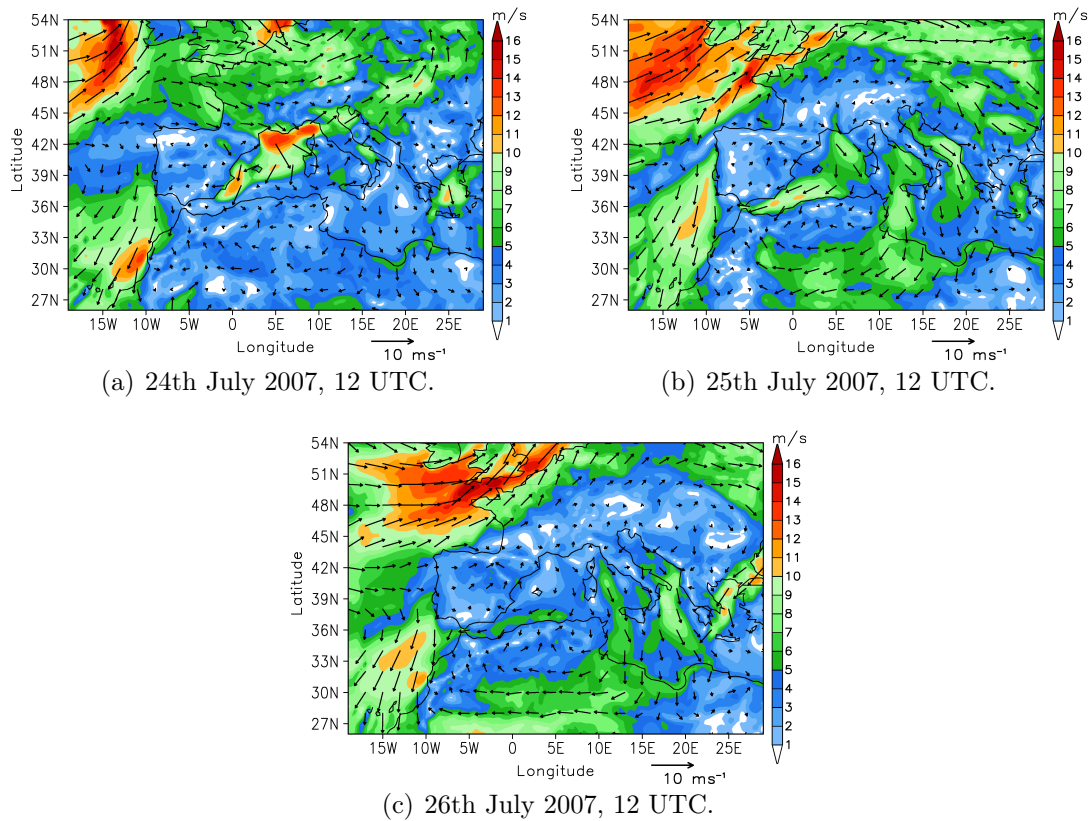 m/s
54N
51N
48N
45N
42N
39N
36N
33N
30N
27N
Latitude
16
15
14
13
12
11
10
9
8
7
6
5
4
3
2
1
15W 10W 5W 0 5E 10E 15E 20E 25E
Longitude
10 ms⁻¹
(a) 24th July 2007, 12 UTC.
m/s
54N
51N
48N
45N
42N
39N
36N
33N
30N
27N
Latitude
16
15
14
13
12
11
10
9
8
7
6
5
4
3
2
1
15W 10W 5W 0 5E 10E 15E 20E 25E
Longitude
10 ms⁻¹
(b) 25th July 2007, 12 UTC.
m/s
54N
51N
48N
45N
42N
39N
36N
33N
30N
27N
Latitude
16
15
14
13
12
11
10
9
8
7
6
5
4
3
2
1
15W 10W 5W 0 5E 10E 15E 20E 25E
Longitude
10 ms⁻¹
(c) 26th July 2007, 12 UTC.